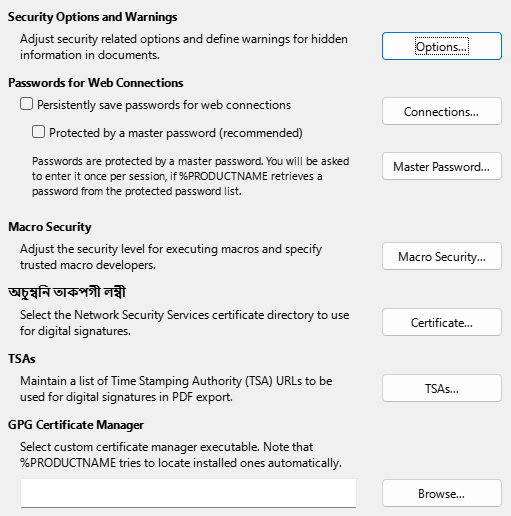 Security Options and Warnings
Adjust security related options and define warnings for hidden
information in documents.
Options...
Passwords for Web Connections
Persistently save passwords for web connections
Connections...
Protected by a master password (recommended)
Passwords are protected by a master password. You will be asked
to enter it once per session, if %PRODUCTNAME retrieves a
password from the protected password list.
Master Password...
Macro Security
Adjust the security level for executing macros and specify
trusted macro developers.
Macro Security...
অচুম্বনি তাকপগী লম্বী
Select the Network Security Services certificate directory to use
for digital signatures.
Certificate...
TSAs
Maintain a list of Time Stamping Authority (TSA) URLs to be
used for digital signatures in PDF export.
TSAs...
GPG Certificate Manager
Select custom certificate manager executable. Note that
%PRODUCTNAME tries to locate installed ones automatically.
Browse...